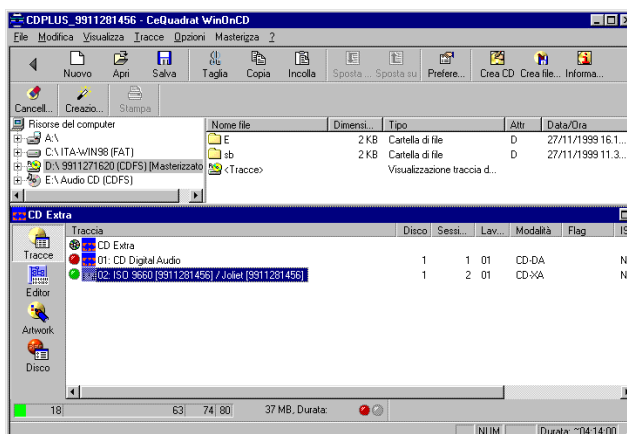 CDPLUS_9911281456 - CeQuadrat WinOnCD
File Modifica Visualizza Tracce Opzioni Masterizza ?
Nuovo Apri Salva Taglia Copia Incolla Sposta ... Sposta su Prefere... Crea CD Crea file... Informa...
Cancell... Creazio... Stampa
Risorse del computer
A:\
C:\ ITA-WIN98 (FAT)
D:\ 9911271620 (CDFS) [Masterizzato
E:\ Audio CD (CDFS)
Nome file Dimensi... Tipo Attr Data/Ora
E 2 KB Cartella di file D 27/11/1999 16.1...
sb 2 KB Cartella di file D 27/11/1999 11.3...
<Tracce> Visualizzazione traccia d...
CD Extra
Tracce
Editor
Artwork
Disco
Traccia Disco Sessi... Lav... Modalità Flag IS
CD Extra
01: CD Digital Audio 1 1 01 CD-DA N
02: ISO 9660 [9911281456] / Joliet [9911281456] 1 2 01 CD-XA N
18 63 74 80 37 MB, Durata:
NUM Durata: ~04:14:00